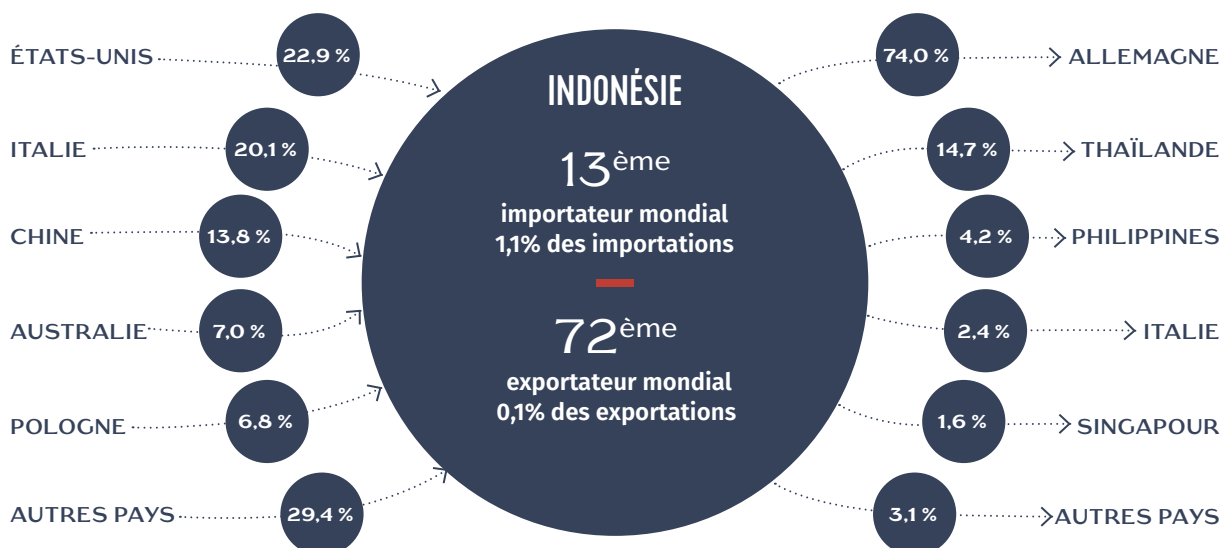 ÉTATS-UNIS
22,9 %
ITALIE
20,1 %
CHINE
13,8 %
AUSTRALIE
7,0 %
POLOGNE
6,8 %
AUTRES PAYS
29,4 %
INDONÉSIE
13ème
importateur mondial
1,1% des importations
72ème
exportateur mondial
0,1% des exportations
74,0 %
ALLEMAGNE
14,7 %
THAÏLANDE
4,2 %
PHILIPPINES
2,4 %
ITALIE
1,6 %
SINGAPOUR
3,1 %
AUTRES PAYS